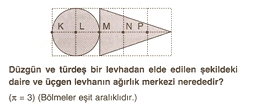 K L M N P
Düzgün ve türdeş bir levhadan elde edilen şekildeki
daire ve üçgen levhanın ağırlık merkezi nerededir?
(π = 3) (Bölmeler eşit aralıklıdır.)